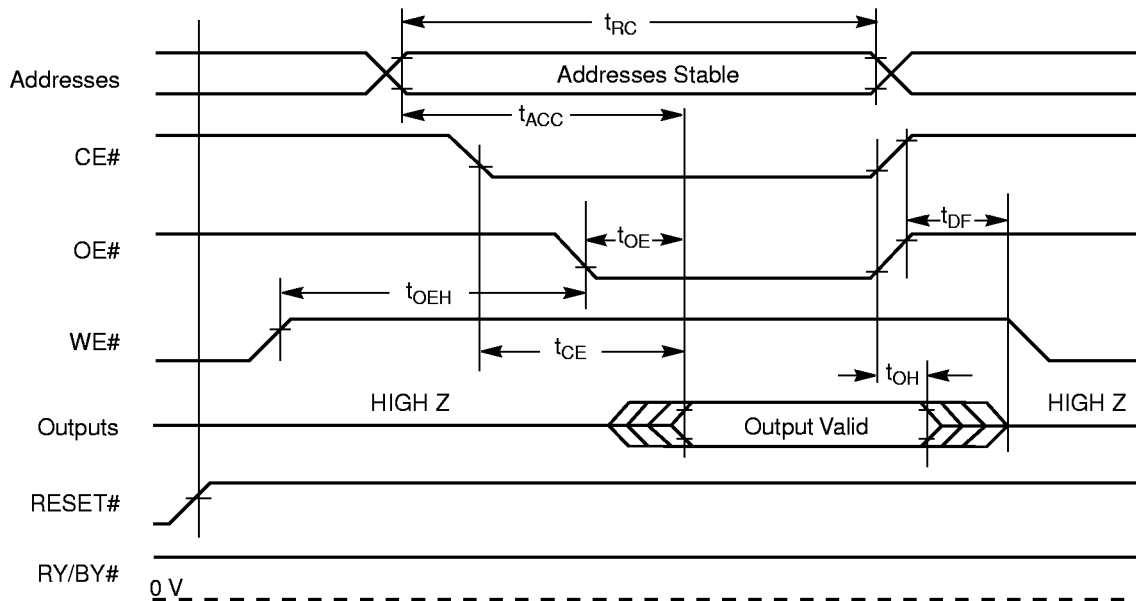 tRC
Addresses
Addresses Stable
tACC
CE#
tDF
OE#
tOE
tOEH
WE#
tCE
tOH
HIGH Z
HIGH Z
Outputs
Output Valid
RESET#
RY/BY#
0 V